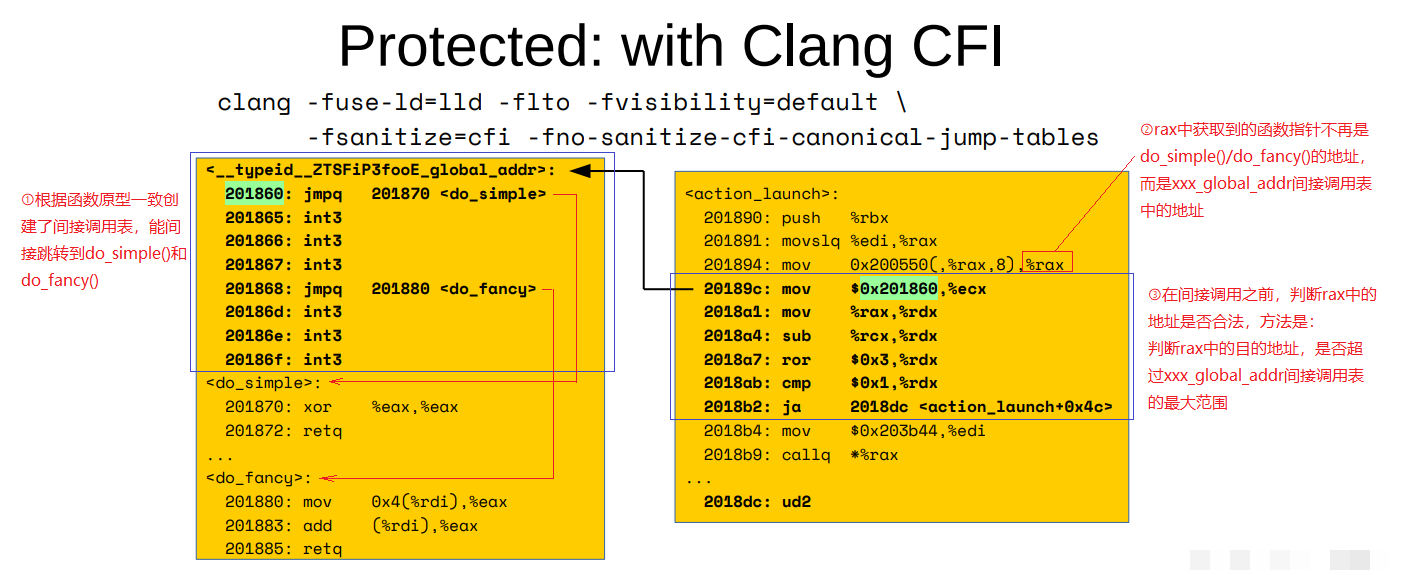 Protected: with Clang CFI
clang -fuse-ld=lld -flto -fvisibility=default \
-fsanitize=cfi -fno-sanitize-cfi-canonical-jump-tables
①根据函数原型一致创
建了间接调用表，能间
接跳转到do_simple()和
do_fancy()
<__typeid__ZTSFiP3fooE_global_addr>:
201860: jmpq 201870 <do_simple>
201865: int3
201866: int3
201867: int3
201868: jmpq 201880 <do_fancy>
20186d: int3
20186e: int3
20186f: int3
<do_simple>:
201870: xor %eax,%eax
201872: retq
...
<do_fancy>:
201880: mov 0x4(%rdi),%eax
201883: add (%rdi),%eax
201885: retq
<action_launch>:
201890: push %rbx
201891: movslq %edi,%rax
201894: mov 0x200550(,%rax,8),%rax
20189c: mov $0x201860,%ecx
2018a1: mov %rax,%rdx
2018a4: sub %rcx,%rdx
2018a7: ror $0x3,%rdx
2018ab: cmp $0x1,%rdx
2018b2: ja 2018dc <action_launch+0x4c>
2018b4: mov $0x203b44,%edi
2018b9: callq *%rax
...
2018dc: ud2
②rax中获取到的函数指针不再是
do_simple()/do_fancy()的地址，
而是xxx_global_addr间接调用表
中的地址
③在间接调用之前，判断rax中的
地址是否合法，方法是：
判断rax中的目的地址，是否超
过xxx_global_addr间接调用表
的最大范围